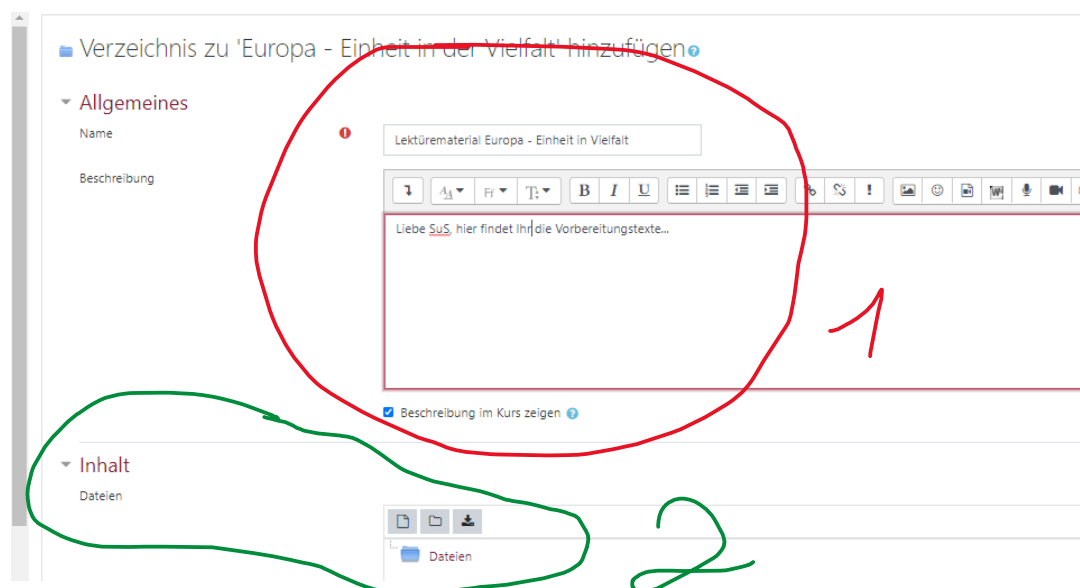 Verzeichnis zu 'Europa - Einheit in der Vielfalt' hinzufügen
Allgemeines
Name
Lektürematerial Europa - Einheit in Vielfalt
Beschreibung
B I U
Liebe SuS, hier findet Ihr die Vorbereitungstexte...
1
Beschreibung im Kurs zeigen
Inhalt
Dateien
2
Dateien